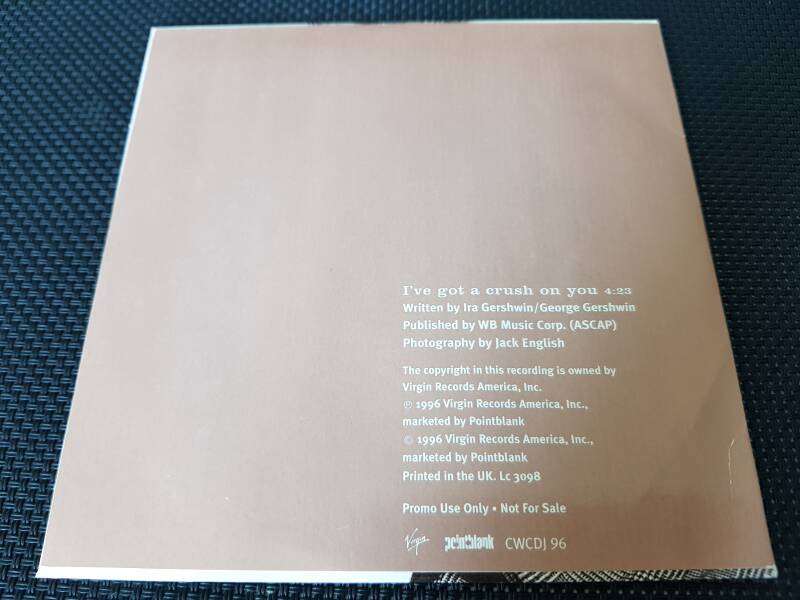 I've got a crush on you 4:23
Written by Ira Gershwin/George Gershwin
Published by WB Music Corp. (ASCAP)
Photography by Jack English
The copyright in this recording is owned by
Virgin Records America, Inc.
℗ 1996 Virgin Records America, Inc.,
marketed by Pointblank
© 1996 Virgin Records America, Inc.,
marketed by Pointblank
Printed in the UK. Lc 3098
Promo Use Only • Not For Sale
Virgin pointblank CWCDJ 96